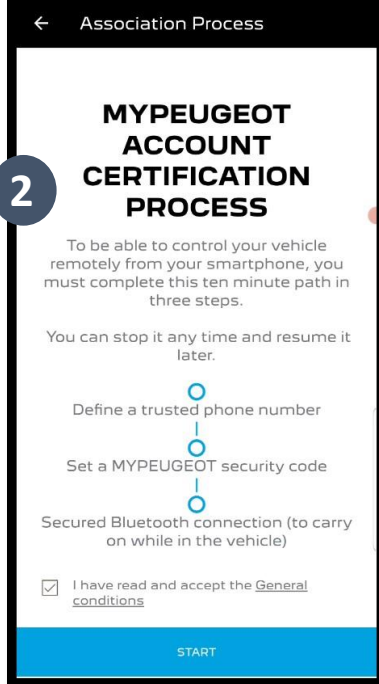 Association Process
MYPEUGEOT
ACCOUNT
CERTIFICATION
PROCESS
2
To be able to control your vehicle
remotely from your smartphone, you
must complete this ten minute path in
three steps.
You can stop it any time and resume it
later.
Define a trusted phone number
Set a MYPEUGEOT security code
Secured Bluetooth connection (to carry
on while in the vehicle)
I have read and accept the General
conditions
START